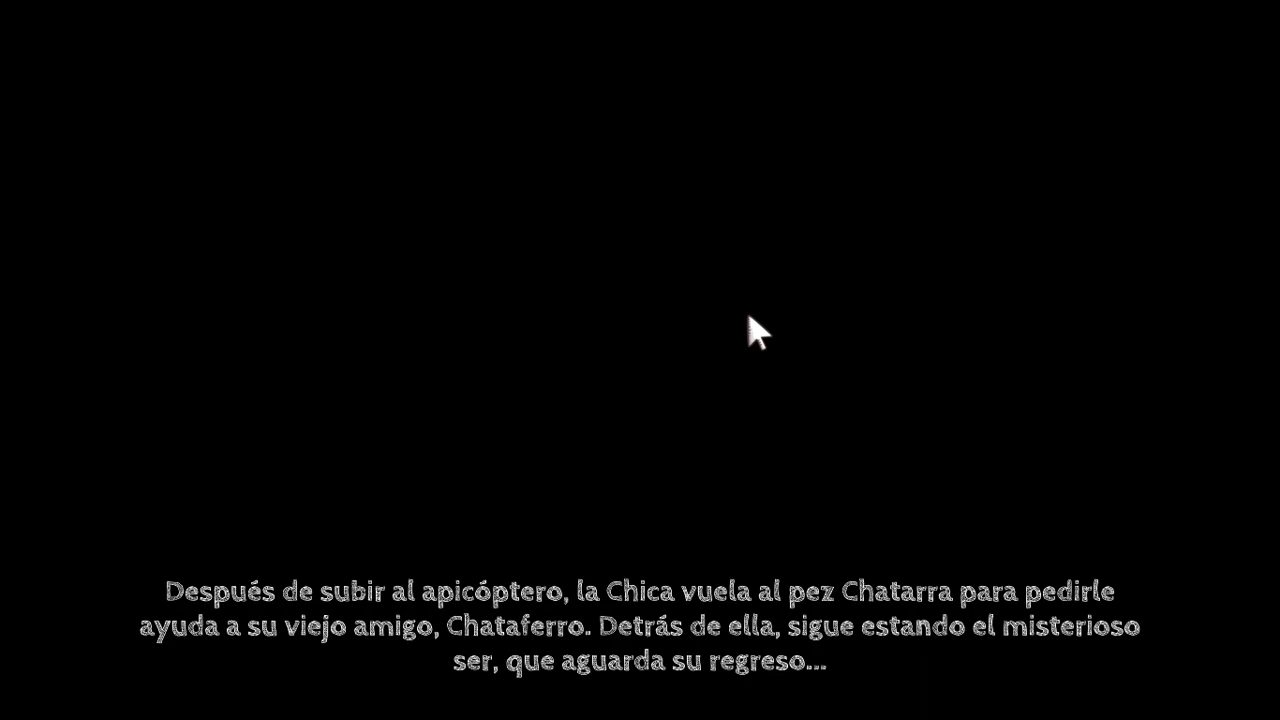 Después de subir al apicóptero, la Chica vuela al pez Chatarra para pedirle
ayuda a su viejo amigo, Chataferro. Detrás de ella, sigue estando el misterioso
ser, que aguarda su regreso...